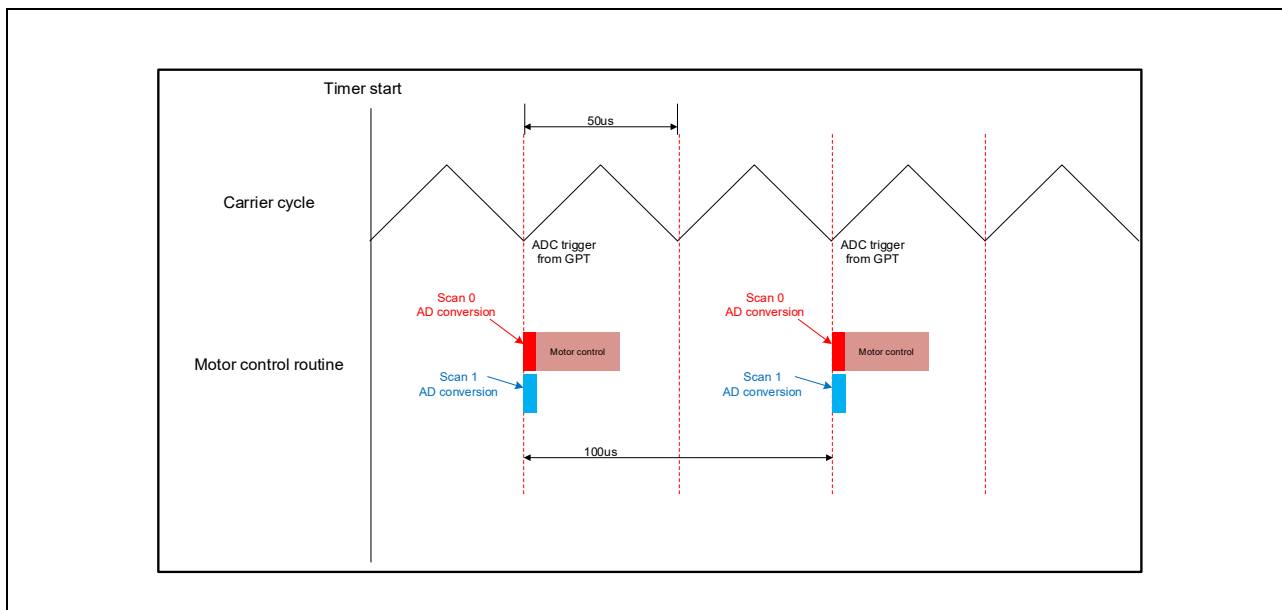 Timer start
50us
Carrier cycle
ADC trigger
from GPT
ADC trigger
from GPT
Scan 0
AD conversion
Scan 0
AD conversion
Motor control
Motor control
Motor control routine
Scan 1
AD conversion
Scan 1
AD conversion
100us